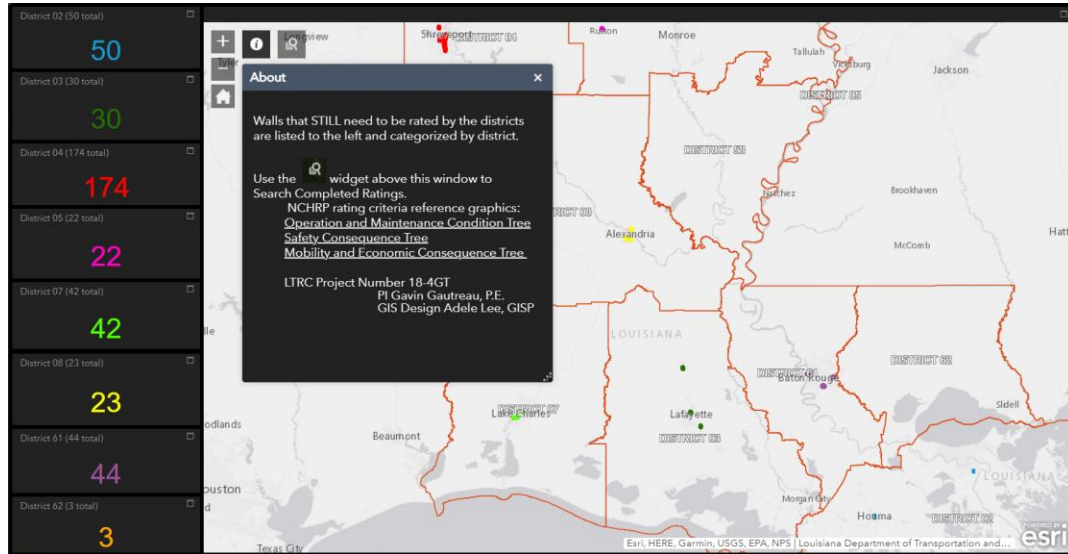 District 02 (50 total)
50
District 03 (30 total)
30
District 04 (174 total)
174
District 05 (22 total)
22
District 07 (42 total)
42
District 08 (23 total)
23
District 61 (44 total)
44
District 62 (3 total)
3
About
Walls that STILL need to be rated by the districts
are listed to the left and categorized by district.
Use the widget above this window to
Search Completed Ratings.
NCHRP rating criteria reference graphics:
Operation and Maintenance Condition Tree
Safety Consequence Tree
Mobility and Economic Consequence Tree
LTRC Project Number 18-4GT
PI Gavin Gautreau, P.E.
GIS Design Adele Lee, GISP
Longview
Shreveport
DISTRICT 04
Ruston
Monroe
Tallulah
Vicksburg
Jackson
Tyler
DISTRICT 05
DISTRICT 58
Natchez
Brookhaven
Alexandria
McComb
LOUISIANA
DISTRICT 62
DISTRICT 61
Baton Rouge
Slidell
DISTRICT 07
Lake Charles
Lafayette
DISTRICT 03
Beaumont
LOUISIANA
Morgan City
Houma
DISTRICT 02
Texas City
Esri, HERE, Garmin, USGS, EPA, NPS | Louisiana Department of Transportation and...
POWERED BY
esri